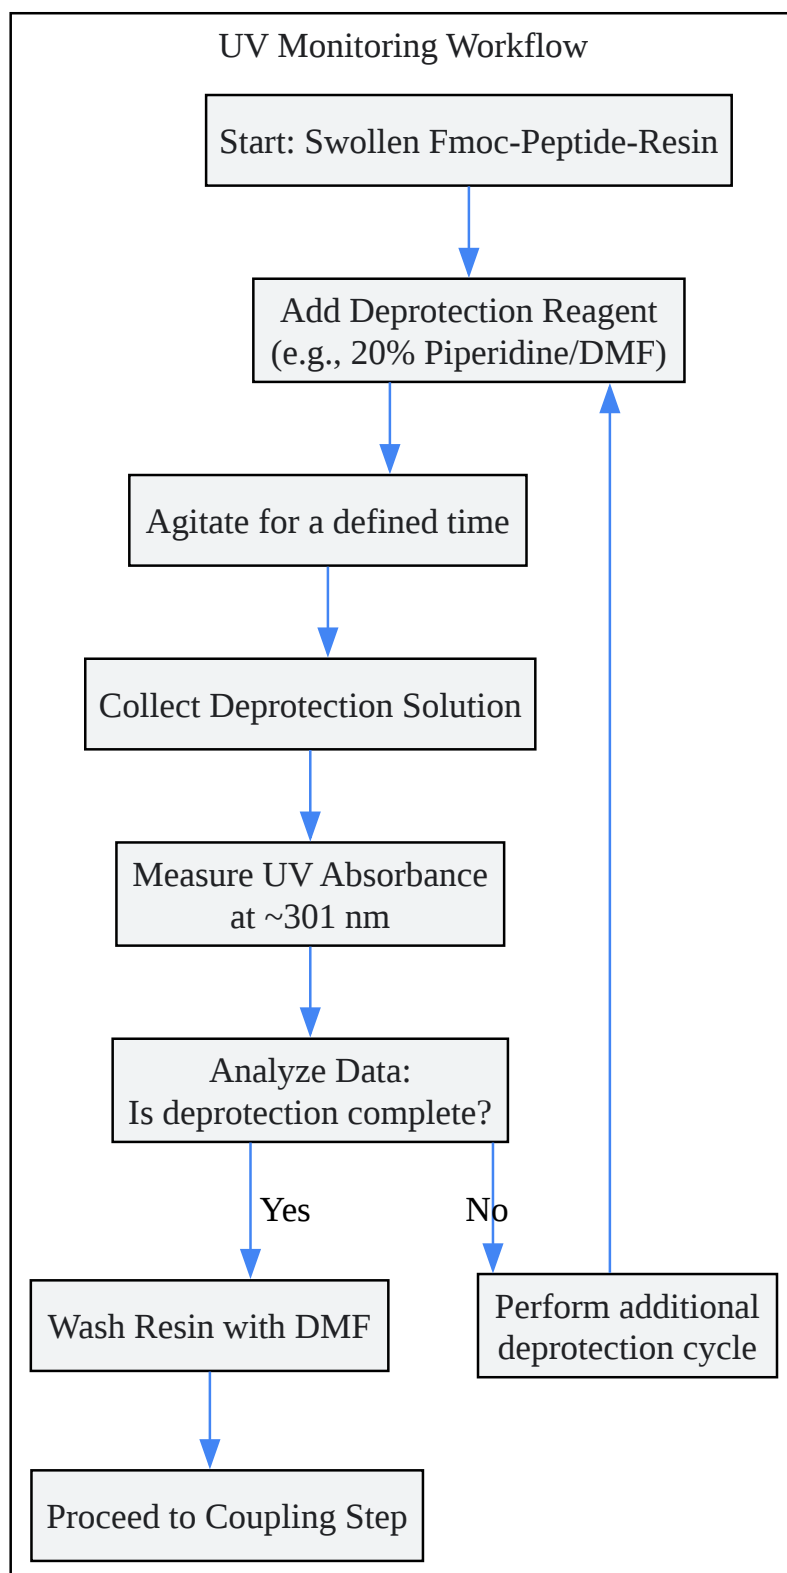 UV Monitoring Workflow
Start: Swollen Fmoc-Peptide-Resin
Add Deprotection Reagent
(e.g., 20% Piperidine/DMF)
Agitate for a defined time
Collect Deprotection Solution
Measure UV Absorbance
at ~301 nm
Analyze Data:
Is deprotection complete?
Yes
No
Wash Resin with DMF
Perform additional
deprotection cycle
Proceed to Coupling Step